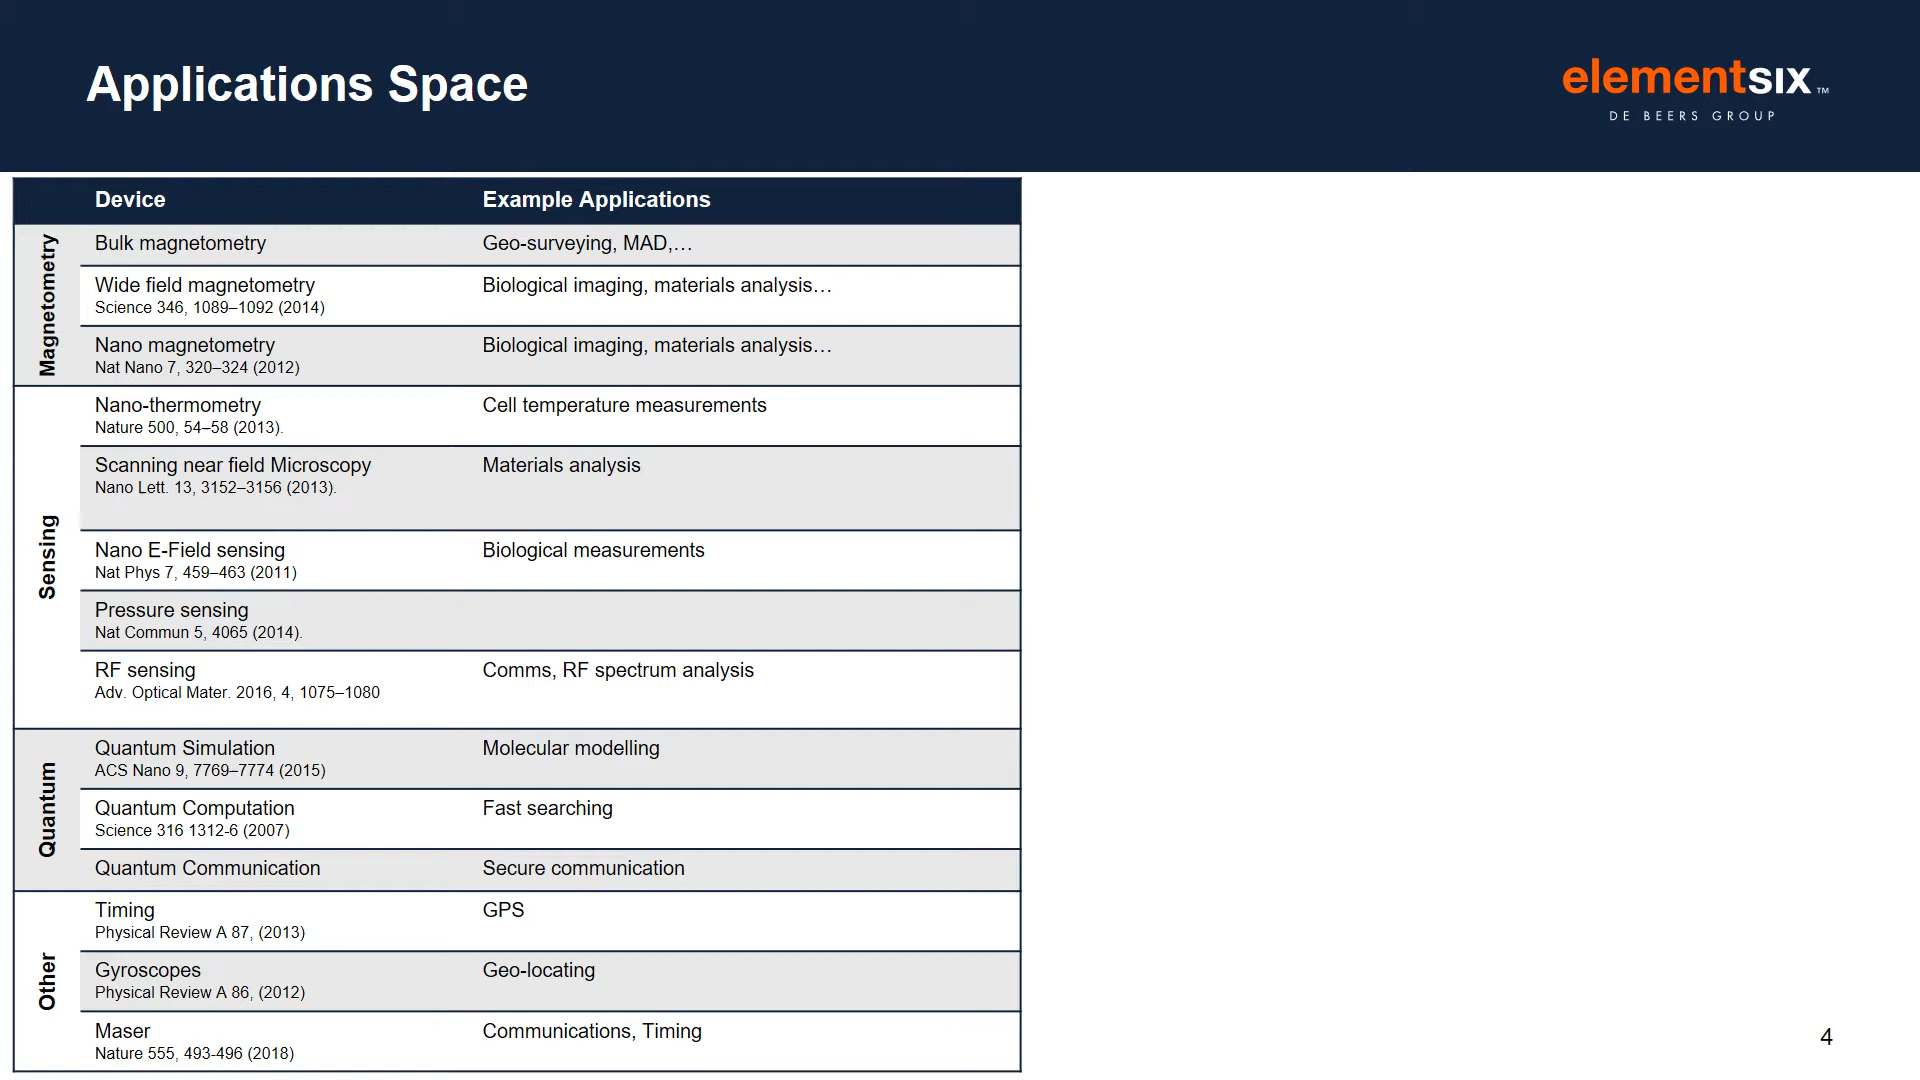 Applications Space
elementsix™
DE BEERS GROUP
Device Example Applications
Magnetometry
Bulk magnetometry Geo-surveying, MAD,…
Wide field magnetometry Biological imaging, materials analysis…
Science 346, 1089–1092 (2014)
Nano magnetometry Biological imaging, materials analysis…
Nat Nano 7, 320–324 (2012)
Sensing
Nano-thermometry Cell temperature measurements
Nature 500, 54–58 (2013).
Scanning near field Microscopy Materials analysis
Nano Lett. 13, 3152–3156 (2013).
Nano E-Field sensing Biological measurements
Nat Phys 7, 459–463 (2011)
Pressure sensing
Nat Commun 5, 4065 (2014).
RF sensing Comms, RF spectrum analysis
Adv. Optical Mater. 2016, 4, 1075–1080
Quantum
Quantum Simulation Molecular modelling
ACS Nano 9, 7769–7774 (2015)
Quantum Computation Fast searching
Science 316 1312-6 (2007)
Quantum Communication Secure communication
Other
Timing GPS
Physical Review A 87, (2013)
Gyroscopes Geo-locating
Physical Review A 86, (2012)
Maser Communications, Timing
Nature 555, 493-496 (2018)
4